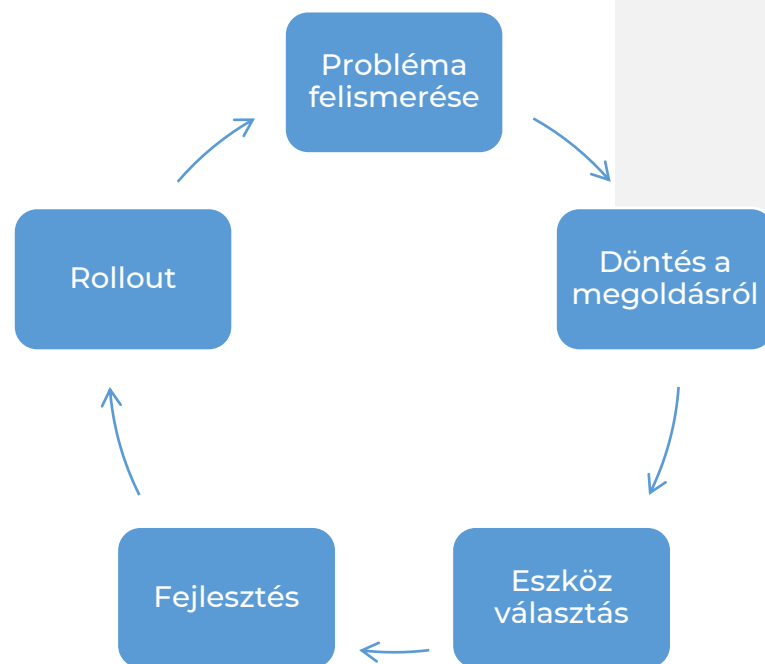 Probléma
felismerése
Döntés a
megoldásról
Eszköz
választás
Fejlesztés
Rollout